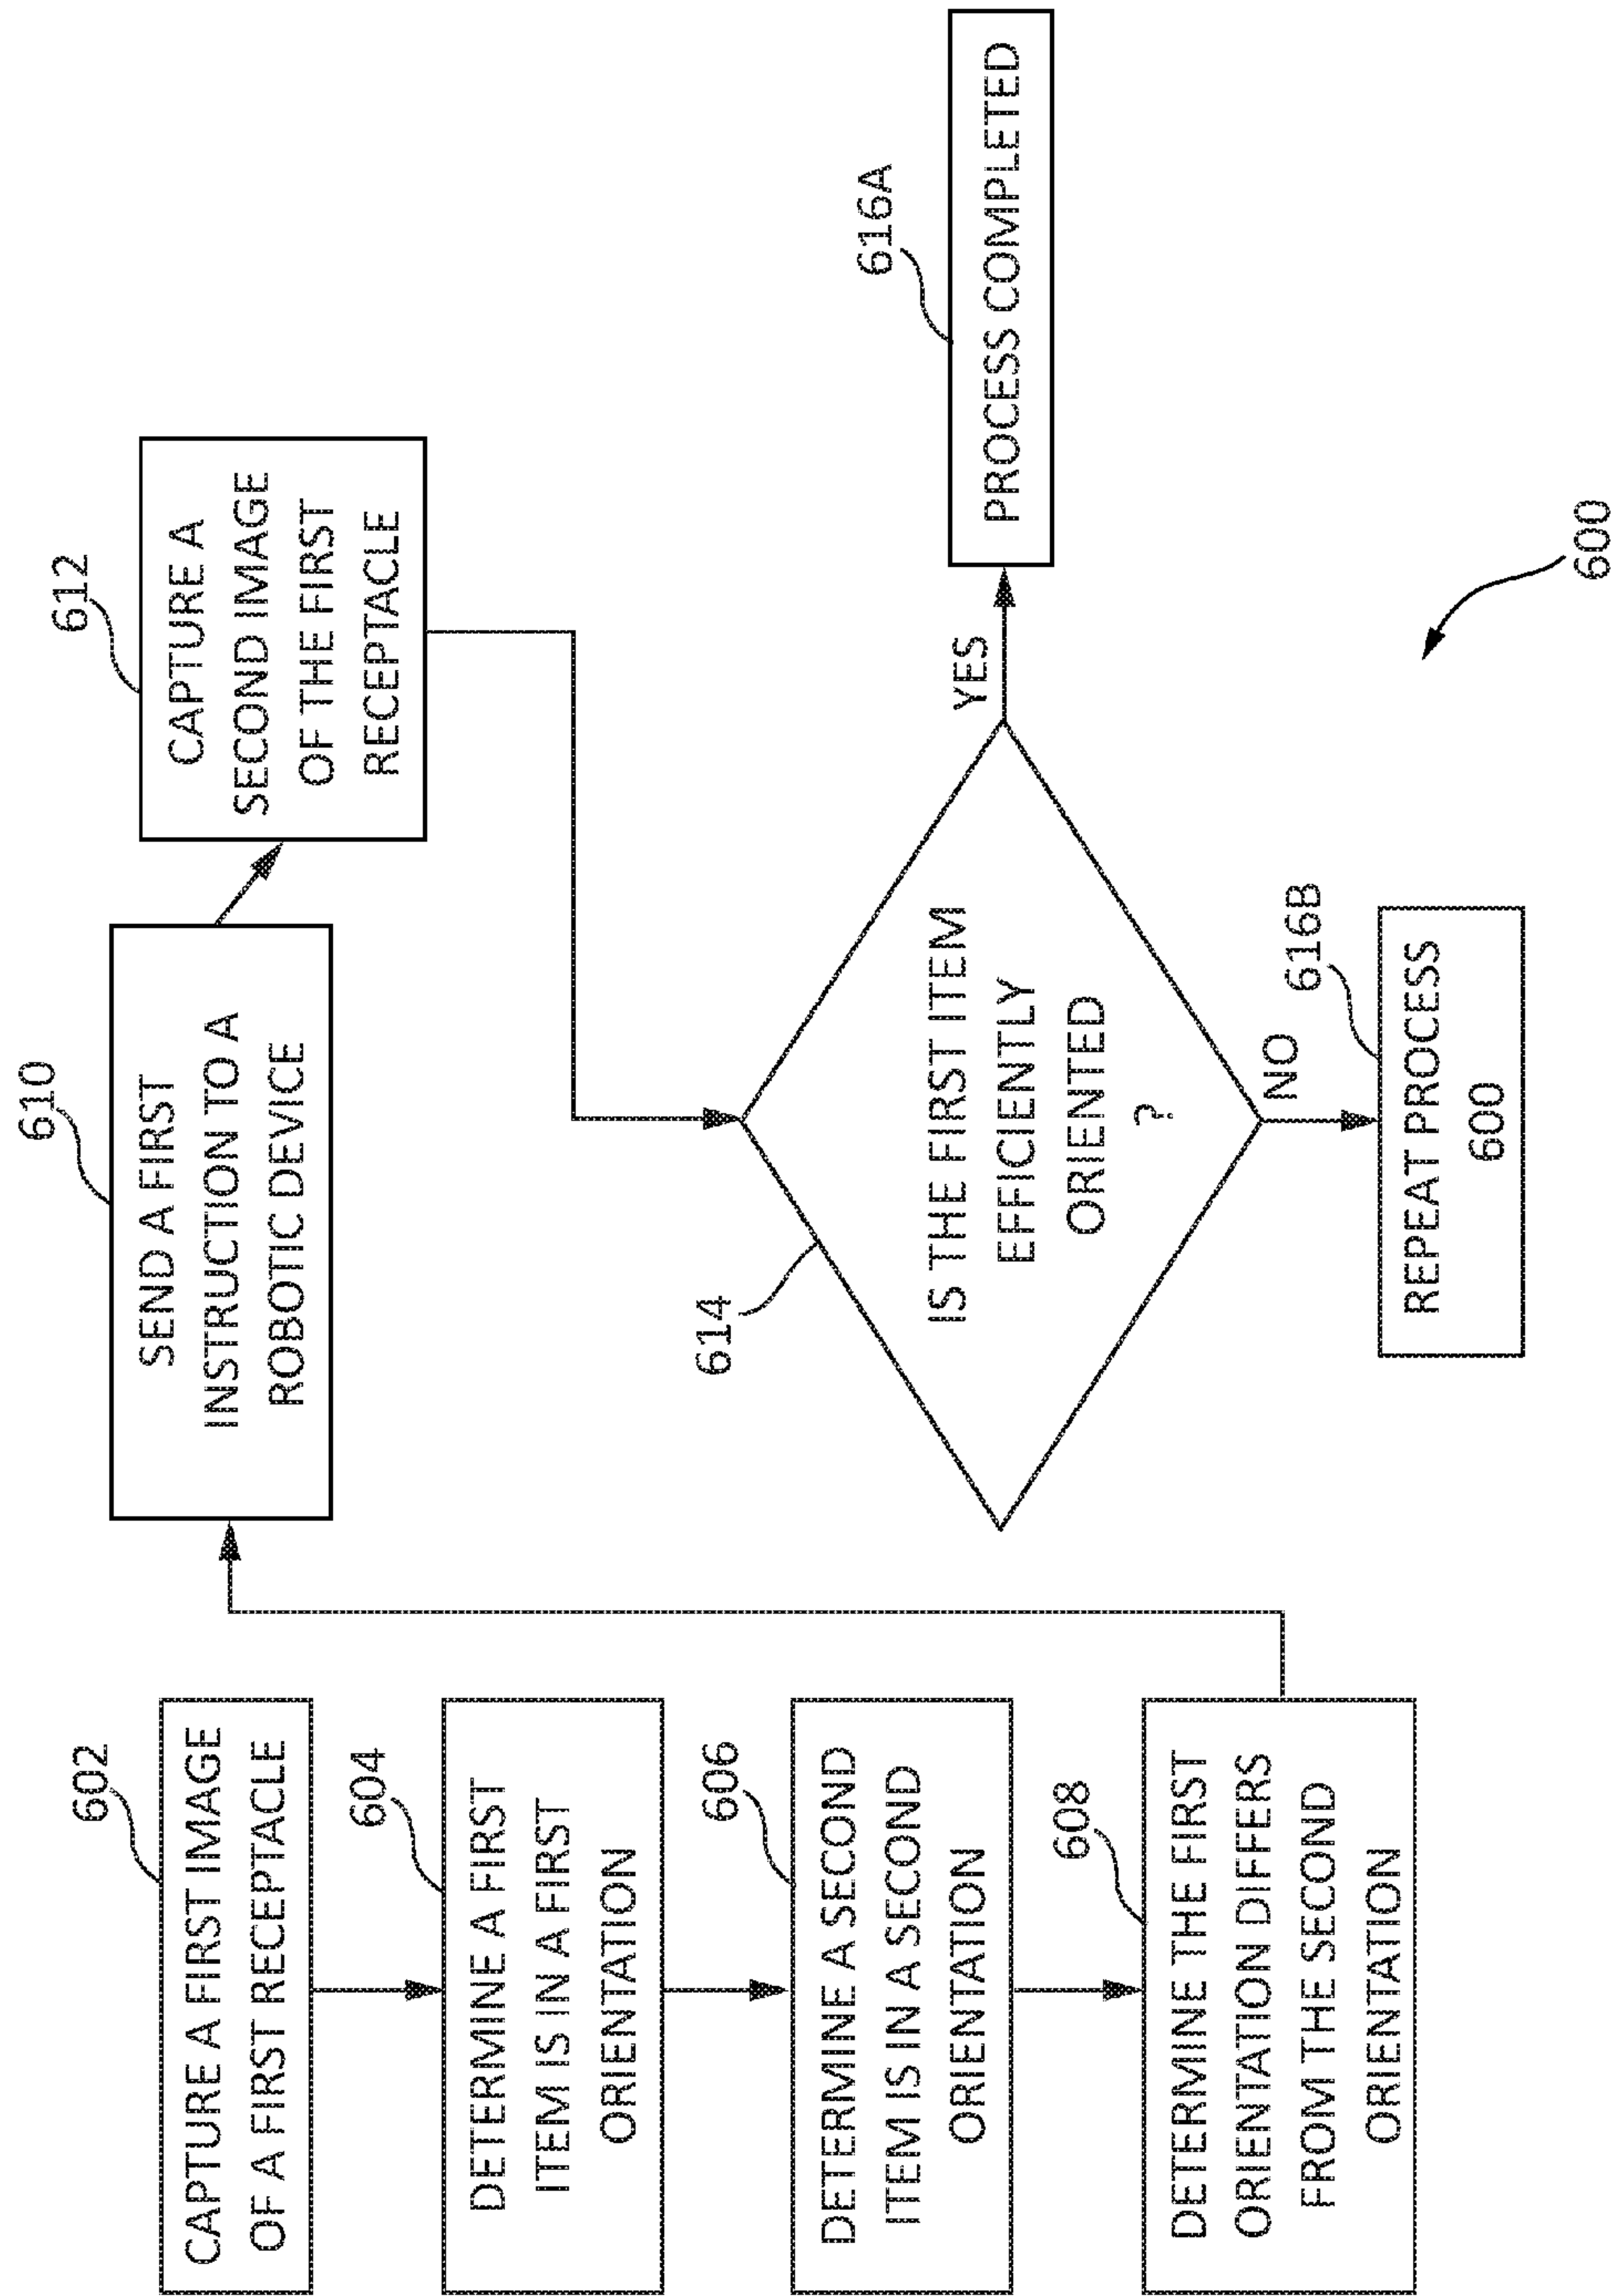 602
CAPTURE A FIRST IMAGE
OF A FIRST RECEPTACLE
604
DETERMINE A FIRST
ITEM IS IN A FIRST
ORIENTATION
606
DETERMINE A SECOND
ITEM IS IN A SECOND
ORIENTATION
608
DETERMINE THE FIRST
ORIENTATION DIFFERS
FROM THE SECOND
ORIENTATION
610
SEND A FIRST
INSTRUCTION TO A
ROBOTIC DEVICE
612
CAPTURE A
SECOND IMAGE
OF THE FIRST
RECEPTACLE
614
IS THE FIRST ITEM
EFFICIENTLY
ORIENTED
?
YES
616A
PROCESS COMPLETED
NO
616B
REPEAT PROCESS
600
600